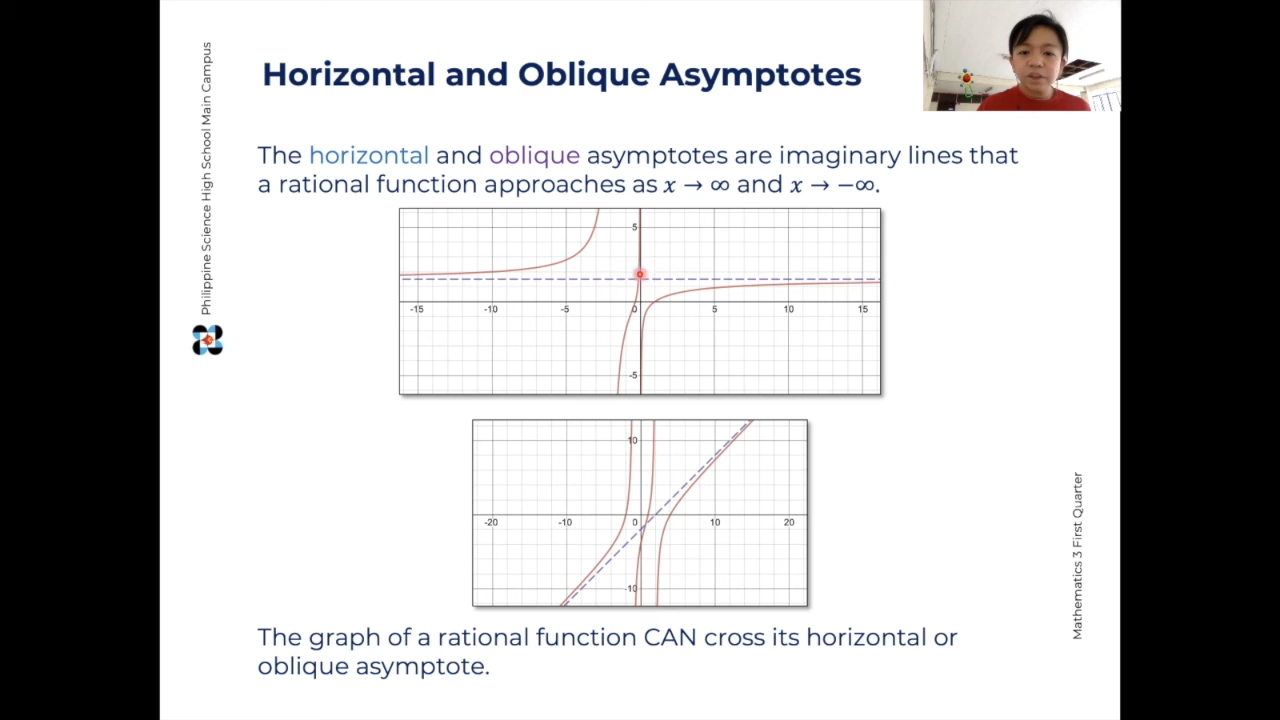 Horizontal and Oblique Asymptotes
Philippine Science High School Main Campus
The horizontal and oblique asymptotes are imaginary lines that
a rational function approaches as x → ∞ and x → −∞.
5
-15 -10 -5 0 5 10 15
-5
10
-20 -10 0 10 20
-10
Mathematics 3 First Quarter
The graph of a rational function CAN cross its horizontal or
oblique asymptote.